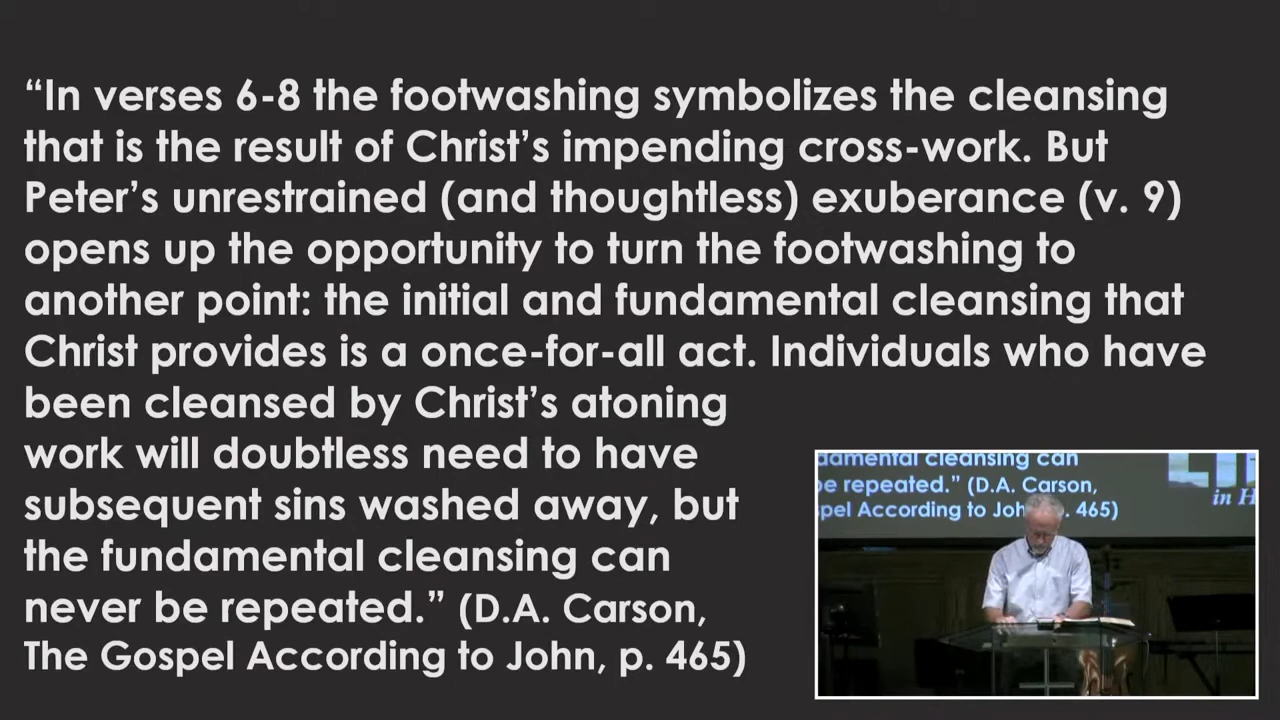 “In verses 6-8 the footwashing symbolizes the cleansing
that is the result of Christ’s impending cross-work. But
Peter’s unrestrained (and thoughtless) exuberance (v. 9)
opens up the opportunity to turn the footwashing to
another point: the initial and fundamental cleansing that
Christ provides is a once-for-all act. Individuals who have
been cleansed by Christ’s atoning
work will doubtless need to have
subsequent sins washed away, but
the fundamental cleansing can
never be repeated.” (D.A. Carson,
The Gospel According to John, p. 465)
damental cleansing can
be repeated.” (D.A. Carson,
spel According to John, p. 465)
in H